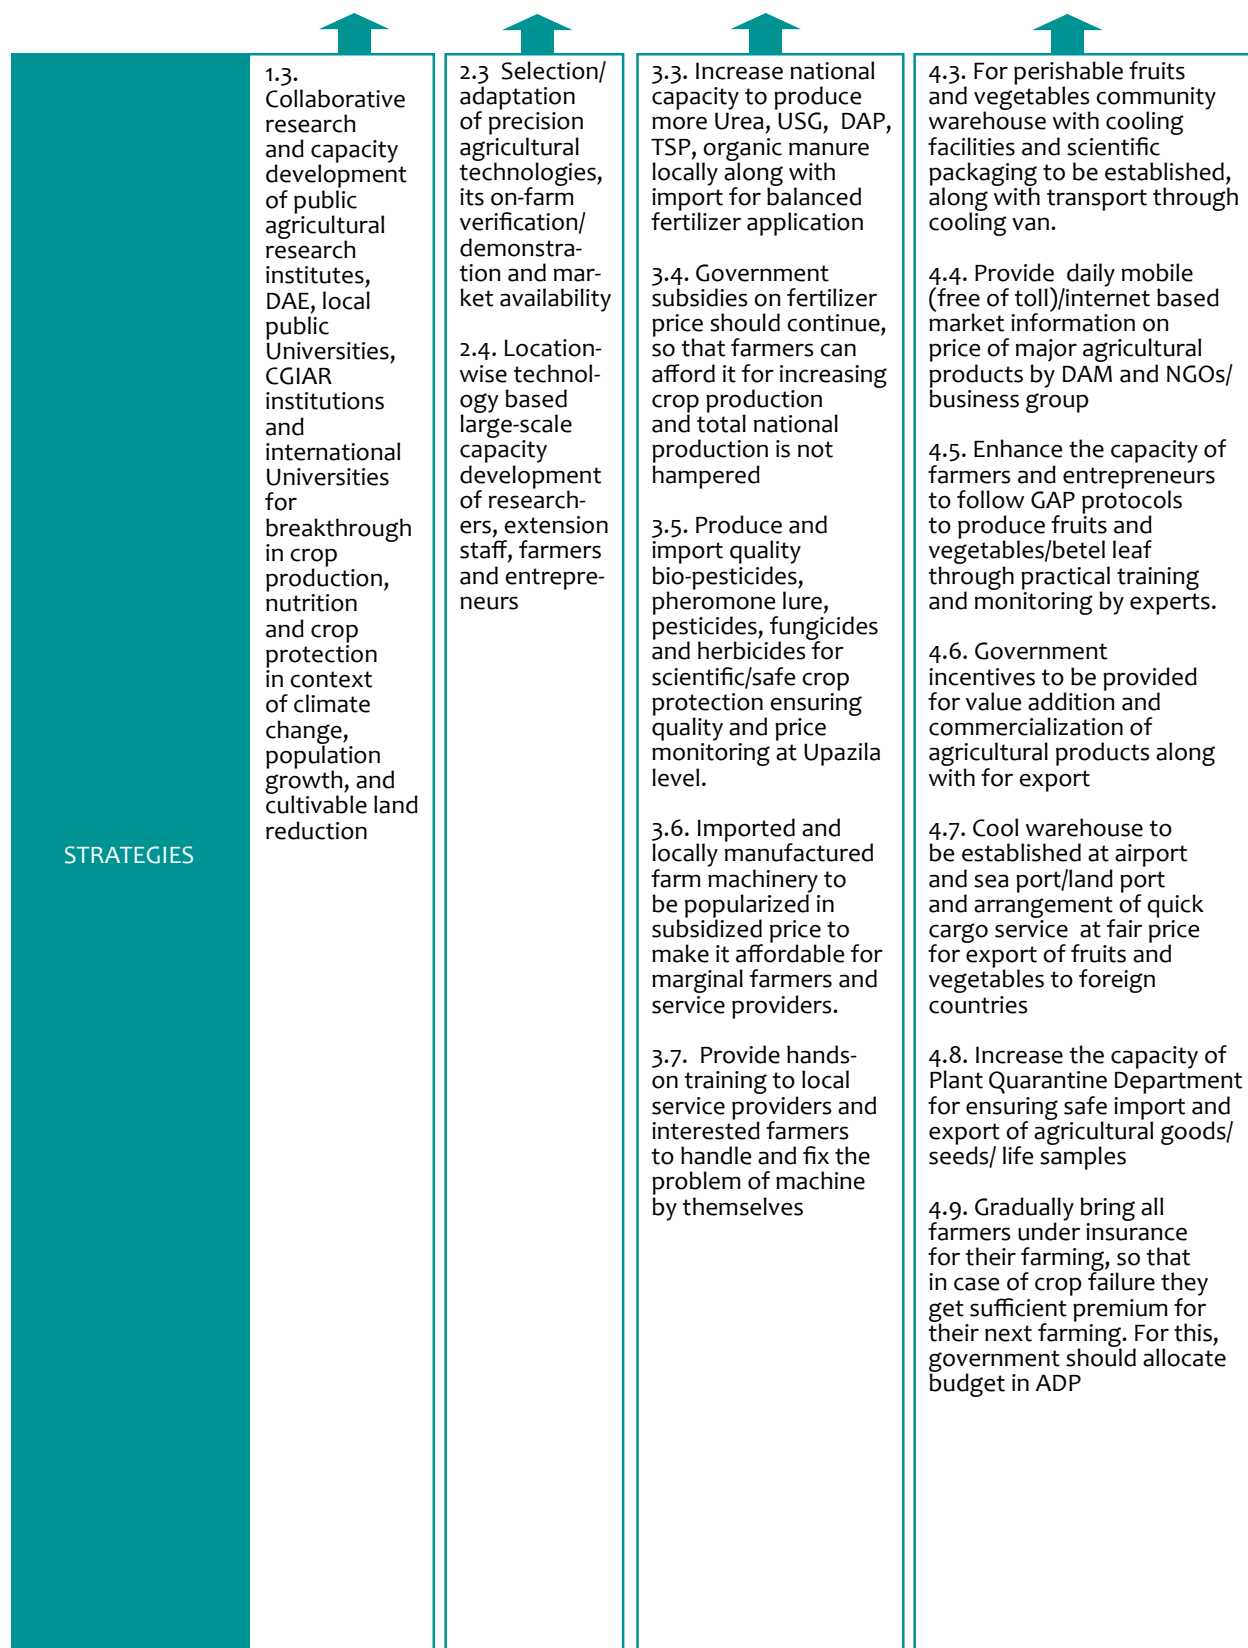 STRATEGIES
1.3.
Collaborative
research
and capacity
development
of public
agricultural
research
institutes,
DAE, local
public
Universities,
CGIAR
institutions
and
international
Universities
for
breakthrough
in crop
production,
nutrition
and crop
protection
in context
of climate
change,
population
growth, and
cultivable land
reduction
2.3 Selection/
adaptation
of precision
agricultural
technologies,
its on-farm
verification/
demonstra-
tion and mar-
ket availability
2.4. Location-
wise technol-
ogy based
large-scale
capacity
development
of research-
ers, extension
staff, farmers
and entrepre-
neurs
3.3. Increase national
capacity to produce
more Urea, USG, DAP,
TSP, organic manure
locally along with
import for balanced
fertilizer application
3.4. Government
subsidies on fertilizer
price should continue,
so that farmers can
afford it for increasing
crop production
and total national
production is not
hampered
3.5. Produce and
import quality
bio-pesticides,
pheromone lure,
pesticides, fungicides
and herbicides for
scientific/safe crop
protection ensuring
quality and price
monitoring at Upazila
level.
3.6. Imported and
locally manufactured
farm machinery to
be popularized in
subsidized price to
make it affordable for
marginal farmers and
service providers.
3.7. Provide hands-
on training to local
service providers and
interested farmers
to handle and fix the
problem of machine
by themselves
4.3. For perishable fruits
and vegetables community
warehouse with cooling
facilities and scientific
packaging to be established,
along with transport through
cooling van.
4.4. Provide daily mobile
(free of toll)/internet based
market information on
price of major agricultural
products by DAM and NGOs/
business group
4.5. Enhance the capacity of
farmers and entrepreneurs
to follow GAP protocols
to produce fruits and
vegetables/betel leaf
through practical training
and monitoring by experts.
4.6. Government
incentives to be provided
for value addition and
commercialization of
agricultural products along
with for export
4.7. Cool warehouse to
be established at airport
and sea port/land port
and arrangement of quick
cargo service at fair price
for export of fruits and
vegetables to foreign
countries
4.8. Increase the capacity of
Plant Quarantine Department
for ensuring safe import and
export of agricultural goods/
seeds/ life samples
4.9. Gradually bring all
farmers under insurance
for their farming, so that
in case of crop failure they
get sufficient premium for
their next farming. For this,
government should allocate
budget in ADP